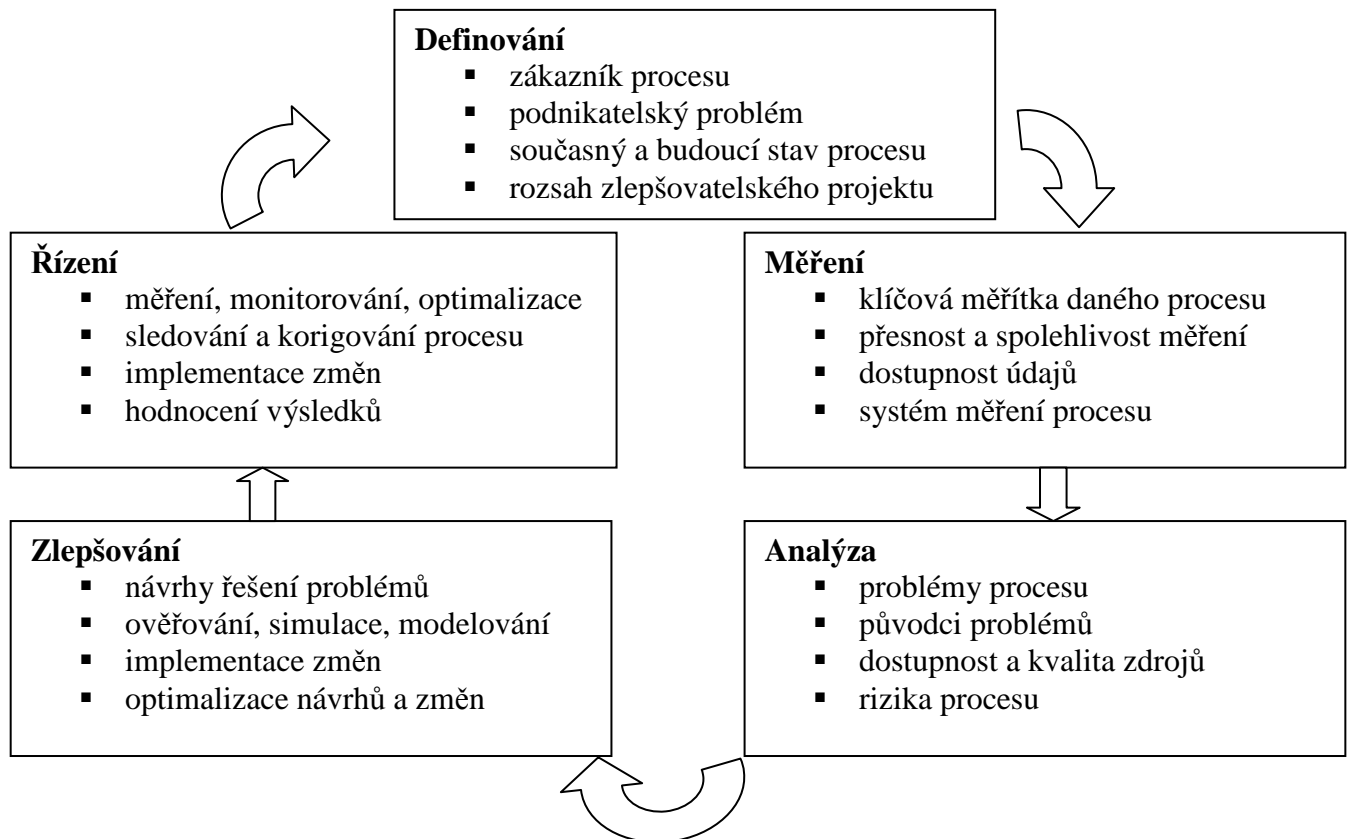 Definování
▪ zákazník procesu
▪ podnikatelský problém
▪ současný a budoucí stav procesu
▪ rozsah zlepšovatelského projektu
Řízení
▪ měření, monitorování, optimalizace
▪ sledování a korigování procesu
▪ implementace změn
▪ hodnocení výsledků
Měření
▪ klíčová měřítka daného procesu
▪ přesnost a spolehlivost měření
▪ dostupnost údajů
▪ systém měření procesu
Zlepšování
▪ návrhy řešení problémů
▪ ověřování, simulace, modelování
▪ implementace změn
▪ optimalizace návrhů a změn
Analýza
▪ problémy procesu
▪ původci problémů
▪ dostupnost a kvalita zdrojů
▪ rizika procesu